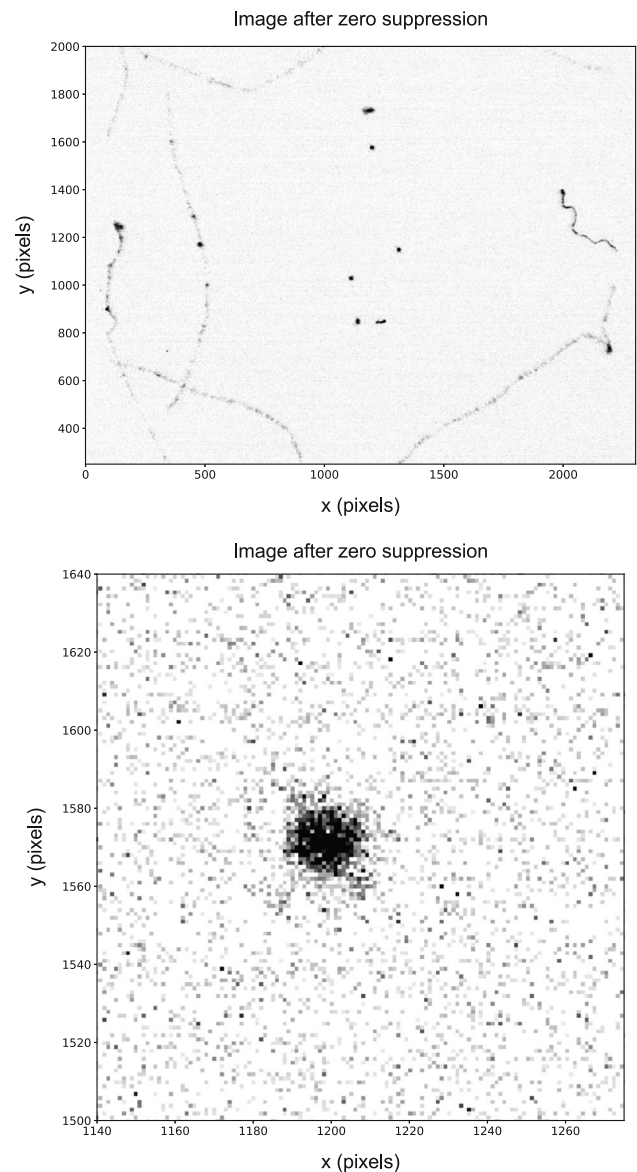 Image after zero suppression
2000
1800
1600
1400
1200
1000
800
600
400
y (pixels)
0 500 1000 1500 2000
x (pixels)
Image after zero suppression
1640
1620
1600
1580
1560
1540
1520
1500
y (pixels)
1140 1160 1180 1200 1220 1240 1260
x (pixels)